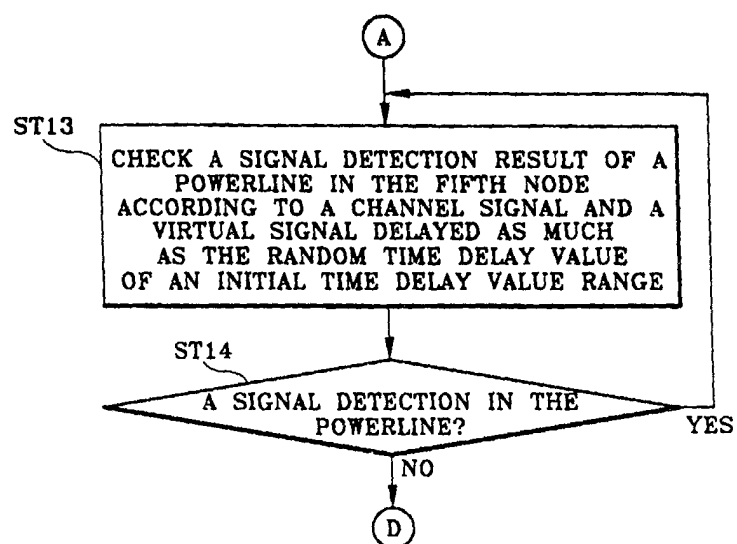 A
ST13
CHECK A SIGNAL DETECTION RESULT OF A
POWERLINE IN THE FIFTH NODE
ACCORDING TO A CHANNEL SIGNAL AND A
VIRTUAL SIGNAL DELAYED AS MUCH
AS THE RANDOM TIME DELAY VALUE
OF AN INITIAL TIME DELAY VALUE RANGE
ST14
A SIGNAL DETECTION IN THE
POWERLINE?
YES
NO
D